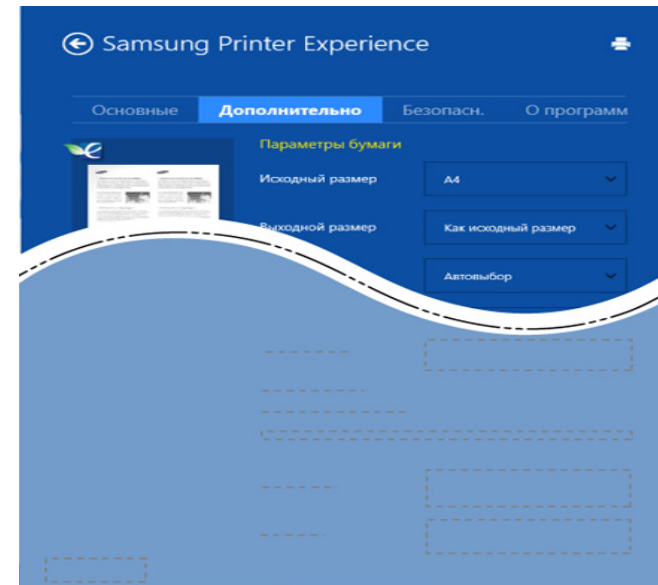 Samsung Printer Experience
Основные Дополнительно Безопасн. О программ
Параметры бумаги
Исходный размер A4
Выходной размер Как исходный размер
Автовыбор